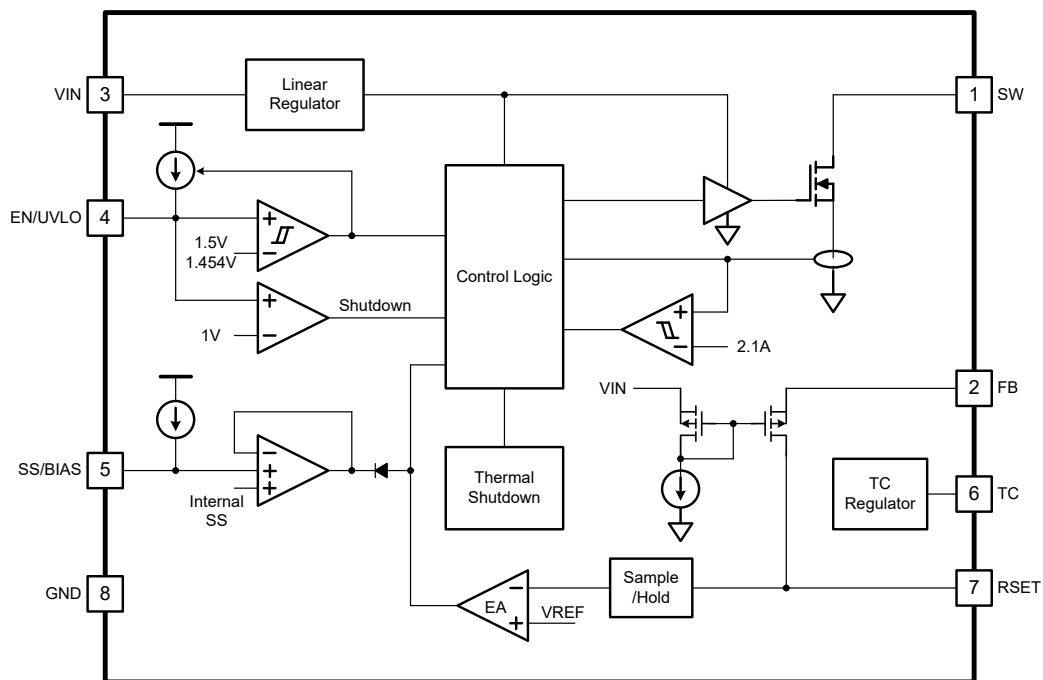 VIN
3
Linear
Regulator
1
SW
EN/UVLO
4
+
1.5V
1.454V
−
Control Logic
+
Shutdown
1V
−
+
−
2.1A
VIN
2
FB
SS/BIAS
5
−
+
+
Internal
SS
Thermal
Shutdown
TC
Regulator
6
TC
GND
8
EA
−
+
VREF
Sample
/Hold
7
RSET